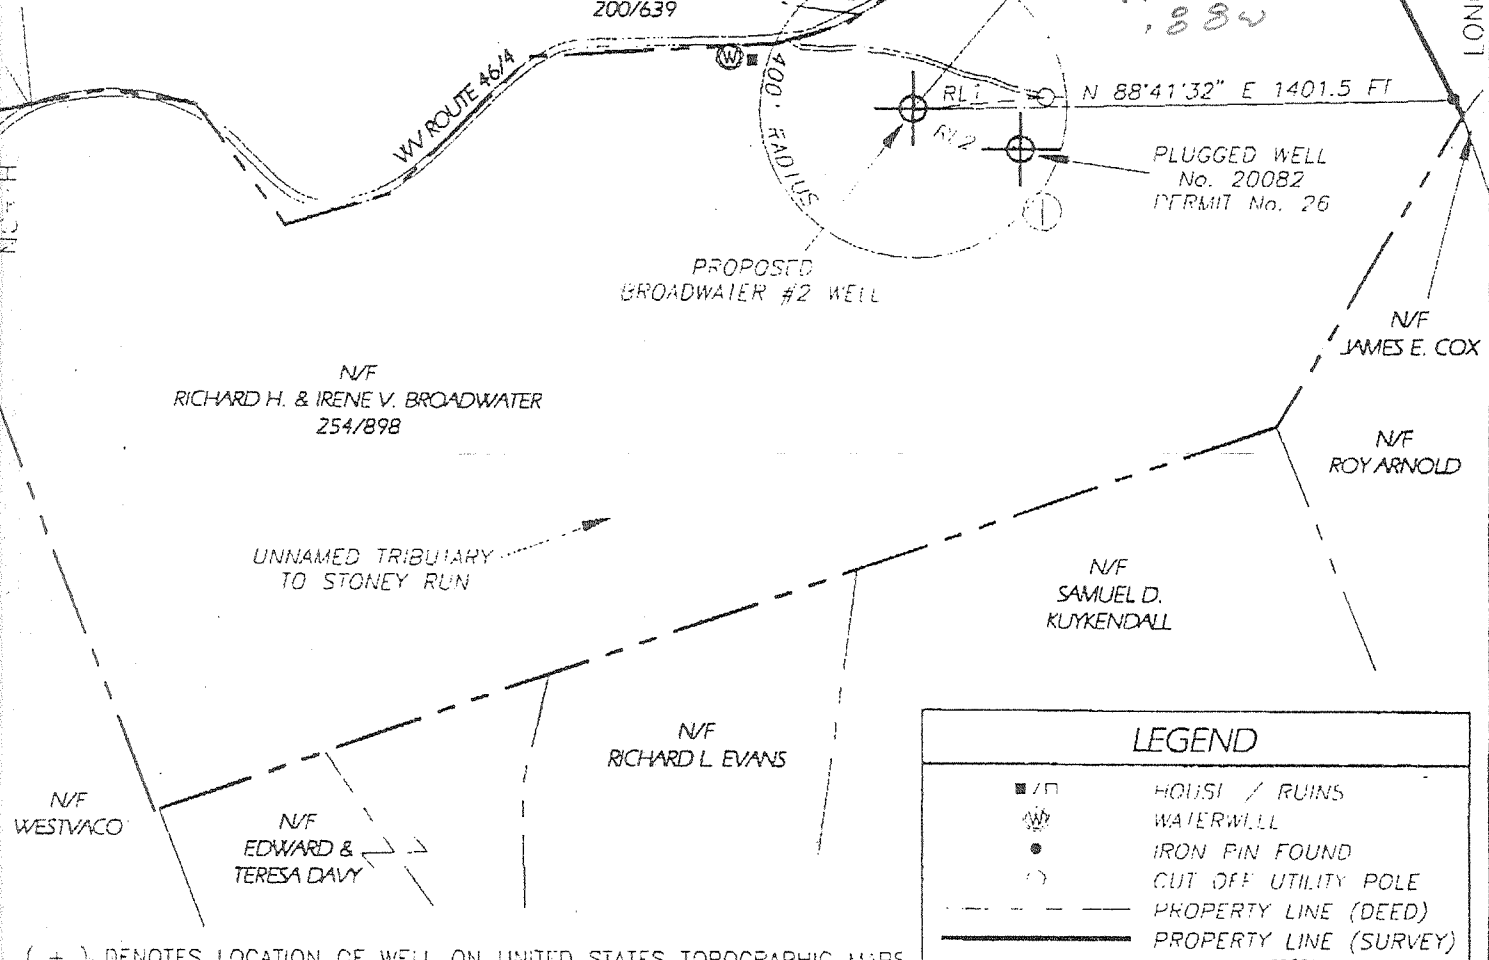 200/639
.88
WV ROUTE 46/4
W
400' RADIUS
RL1
N 88°41'32" E 1401.5 FT
RL2
PLUGGED WELL
No. 20082
PERMIT No. 26
1
PROPOSED
BROADWATER #2 WELL
N/F
JAMES E. COX
N/F
RICHARD H. & IRENE V. BROADWATER
254/898
N/F
ROY ARNOLD
UNNAMED TRIBUTARY
TO STONEY RUN
N/F
SAMUEL D.
KUYKENDALL
N/F
RICHARD L. EVANS
N/F
WESTVACO
N/F
EDWARD &
TERESA DAVY
LEGEND
HOUSE / RUINS
W WATERWELL
IRON PIN FOUND
CUT OFF UTILITY POLE
PROPERTY LINE (DEED)
PROPERTY LINE (SURVEY)
( + ) DENOTES LOCATION OF WELL ON UNITED STATES TOPOGRAPHIC MAPS